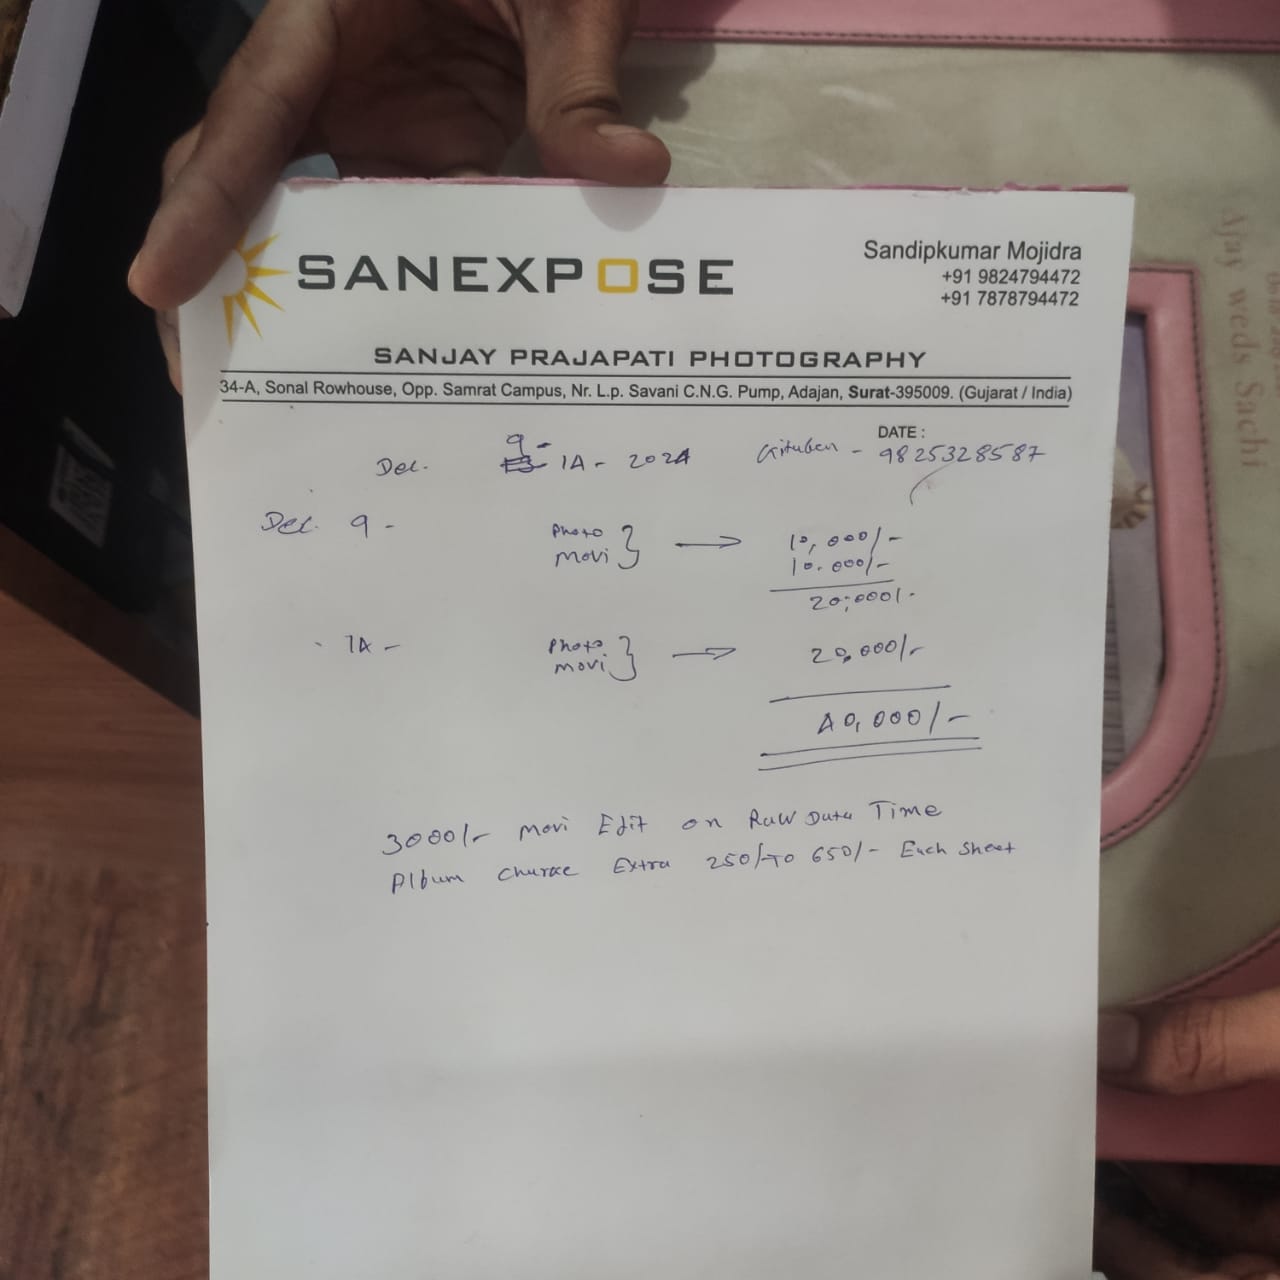 SANEXPOSE
Sandipkumar Mojidra
+91 9824794472
+91 7878794472
SANJAY PRAJAPATI PHOTOGRAPHY
34-A, Sonal Rowhouse, Opp. Samrat Campus, Nr. L.p. Savani C.N.G. Pump, Adajan, Surat-395009. (Gujarat / India)
DATE :
Dec. 9- 14 - 2024 Gituben - 9825328587
Dec. 9 - Photo 10,000/-
Movi 10.000/-
20,000/-
14 - Photo
Movi 20,000/-
40,000/-
3000/- Movi Edit on Raw Data Time
Album Charge Extra 250/- To 650/- Each Sheet
Ajay weds Sachi